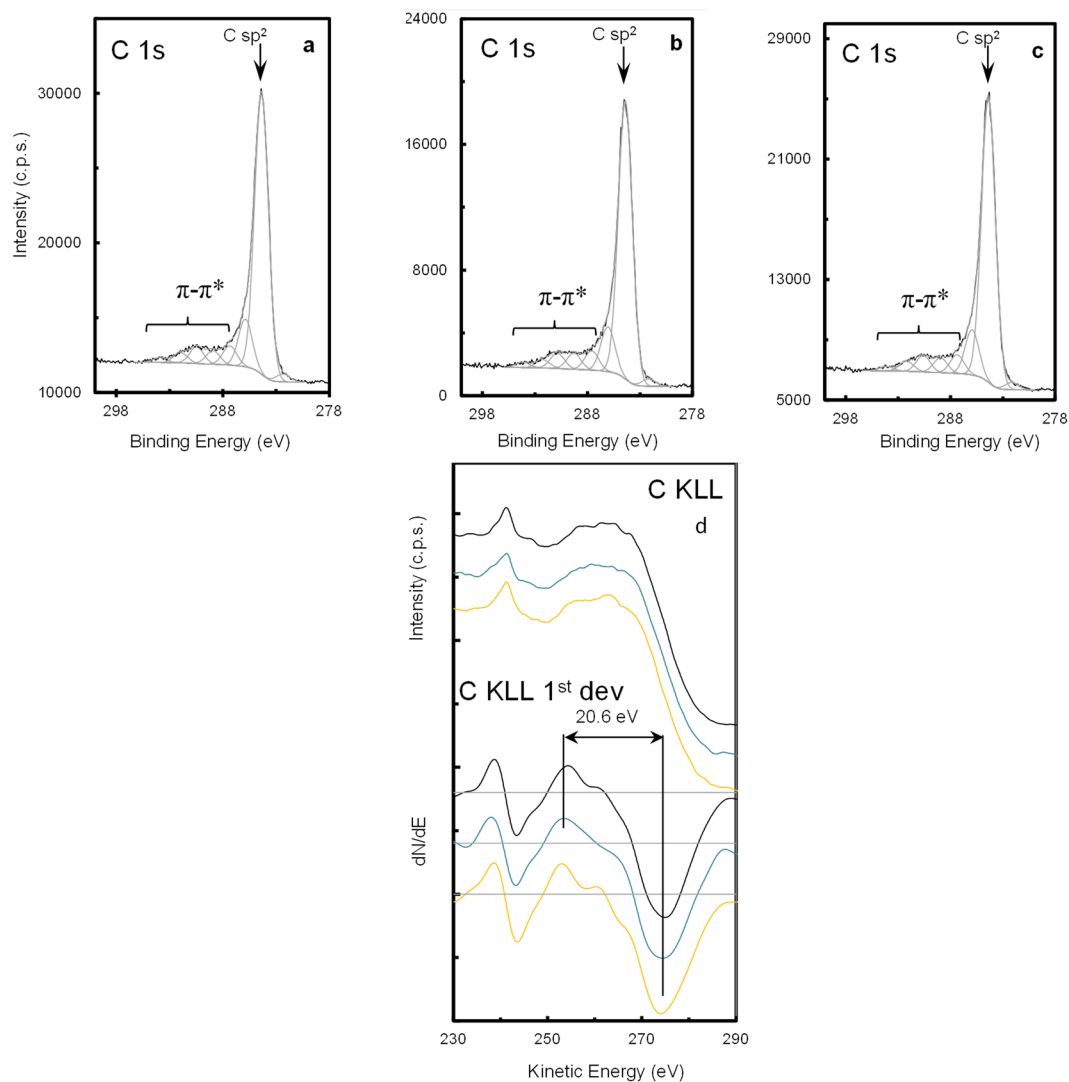 C 1s
C sp²
a
π-π*
30000
20000
10000
298
288
278
Intensity (c.p.s.)
Binding Energy (eV)
C 1s
C sp²
b
π-π*
24000
16000
8000
0
298
288
278
Binding Energy (eV)
C 1s
C sp²
c
π-π*
29000
21000
13000
5000
298
288
278
Binding Energy (eV)
C KLL
d
Intensity (c.p.s.)
C KLL 1st dev
20.6 eV
dN/dE
230
250
270
290
Kinetic Energy (eV)